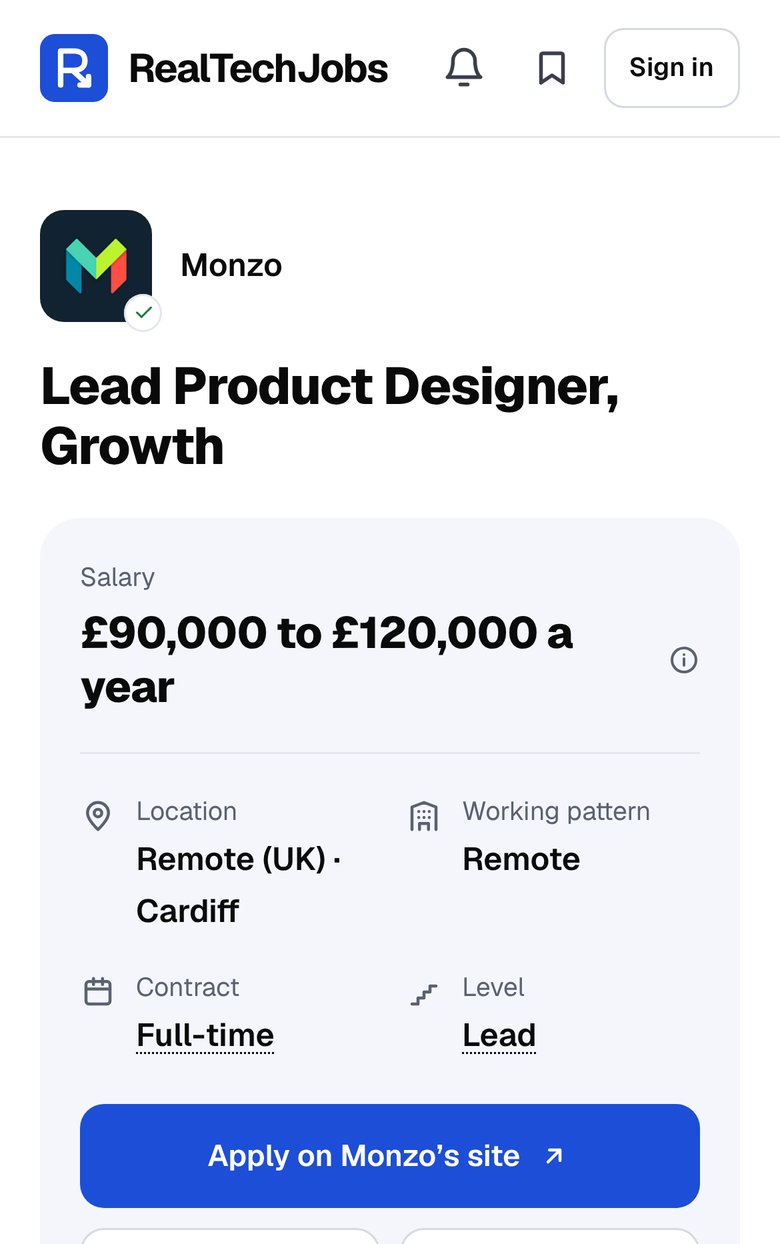 RealTechJobs
Sign in
Monzo
Lead Product Designer,
Growth
Salary
£90,000 to £120,000 a
year
Location
Remote (UK) ·
Cardiff
Working pattern
Remote
Contract
Full-time
Level
Lead
Apply on Monzo’s site